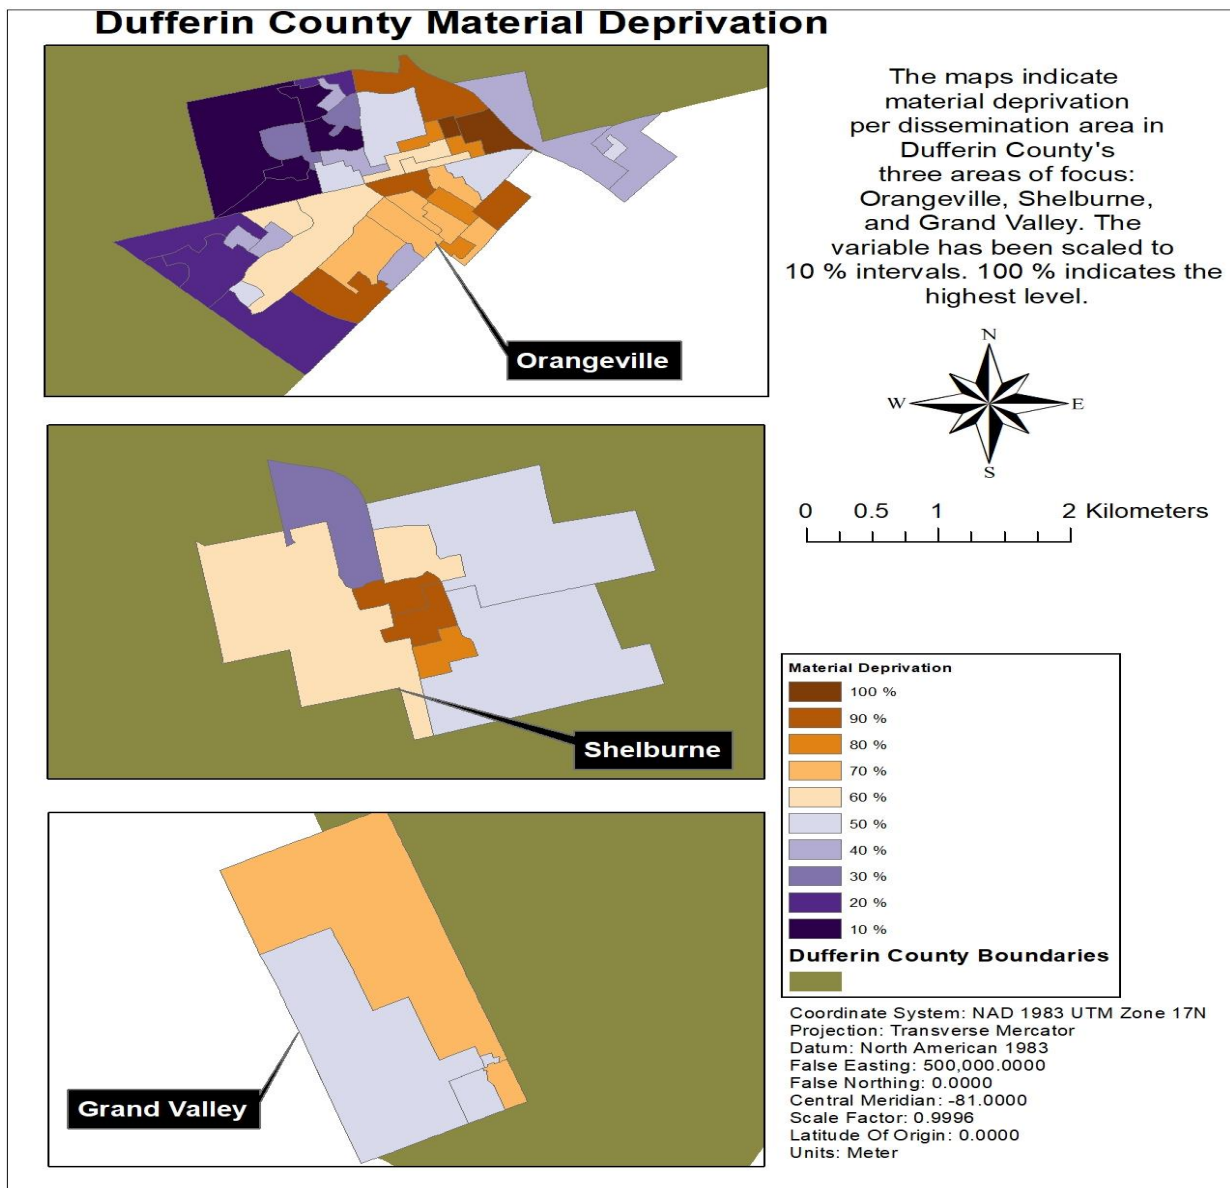 Dufferin County Material Deprivation
The maps indicate
material deprivation
per dissemination area in
Dufferin County's
three areas of focus:
Orangeville, Shelburne,
and Grand Valley. The
variable has been scaled to
10 % intervals. 100 % indicates the
highest level.
Orangeville
N
W
E
S
0 0.5 1 2 Kilometers
Shelburne
Material Deprivation
100 %
90 %
80 %
70 %
60 %
50 %
40 %
30 %
20 %
10 %
Dufferin County Boundaries
Grand Valley
Coordinate System: NAD 1983 UTM Zone 17N
Projection: Transverse Mercator
Datum: North American 1983
False Easting: 500,000.0000
False Northing: 0.0000
Central Meridian: -81.0000
Scale Factor: 0.9996
Latitude Of Origin: 0.0000
Units: Meter